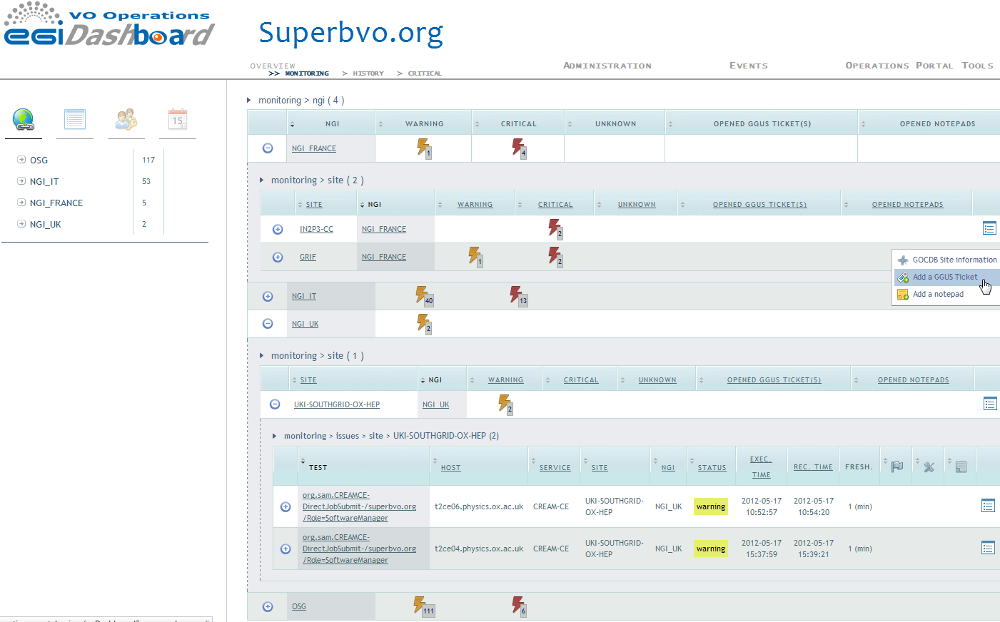 VO Operations
eGi Dashboard
Superbvo.org
OVERVIEW
>> MONITORING > HISTORY > CRITICAL
ADMINISTRATION EVENTS OPERATIONS PORTAL TOOLS
15
OSG 117
NGI_IT 53
NGI_FRANCE 5
NGI_UK 2
monitoring > ngi ( 4 )
NGI WARNING CRITICAL UNKNOWN OPENED GGUS TICKET(S) OPENED NOTEPADS
NGI_FRANCE 1 4
monitoring > site ( 2 )
SITE NGI WARNING CRITICAL UNKNOWN OPENED GGUS TICKET(S) OPENED NOTEPADS
IN2P3-CC NGI_FRANCE 2
GRIF NGI_FRANCE 1 2
GOCDB Site information
Add a GGUS Ticket
Add a notepad
NGI_IT 40 13
NGI_UK 2
monitoring > site ( 1 )
SITE NGI WARNING CRITICAL UNKNOWN OPENED GGUS TICKET(S) OPENED NOTEPADS
UKI-SOUTHGRID-OX-HEP NGI_UK 2
monitoring > issues > site > UKI-SOUTHGRID-OX-HEP (2)
TEST HOST SERVICE SITE NGI STATUS EXEC. TIME REC. TIME FRESH.
org.sam.CREAMCE-
DirectJobSubmit-/superbvo.org
/Role=SoftwareManager
t2ce06.physics.ox.ac.uk CREAM-CE
UKI-SOUTHGRID-
OX-HEP
NGI_UK warning
2012-05-17
10:52:57
2012-05-17
10:54:20
1 (min)
org.sam.CREAMCE-
DirectJobSubmit-/superbvo.org
/Role=SoftwareManager
t2ce04.physics.ox.ac.uk CREAM-CE
UKI-SOUTHGRID-
OX-HEP
NGI_UK warning
2012-05-17
15:37:59
2012-05-17
15:39:21
1 (min)
OSG 111 6